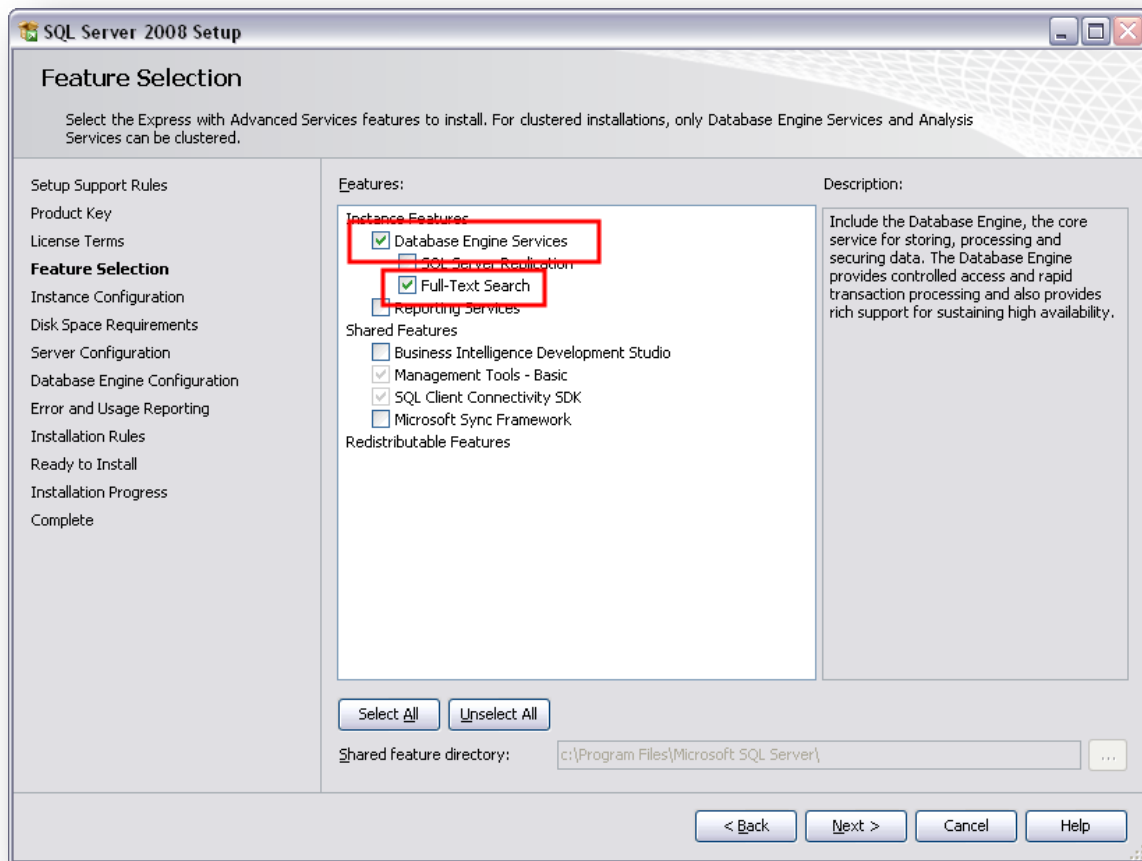 SQL Server 2008 Setup
Feature Selection
Select the Express with Advanced Services features to install. For clustered installations, only Database Engine Services and Analysis
Services can be clustered.
Setup Support Rules
Product Key
License Terms
Feature Selection
Instance Configuration
Disk Space Requirements
Server Configuration
Database Engine Configuration
Error and Usage Reporting
Installation Rules
Ready to Install
Installation Progress
Complete
Features:
Instance Features
Database Engine Services
SQL Server Replication
Full-Text Search
Reporting Services
Shared Features
Business Intelligence Development Studio
Management Tools - Basic
SQL Client Connectivity SDK
Microsoft Sync Framework
Redistributable Features
Description:
Include the Database Engine, the core
service for storing, processing and
securing data. The Database Engine
provides controlled access and rapid
transaction processing and also provides
rich support for sustaining high availability.
Select All
Unselect All
Shared feature directory:
c:\Program Files\Microsoft SQL Server\
...
< Back
Next >
Cancel
Help